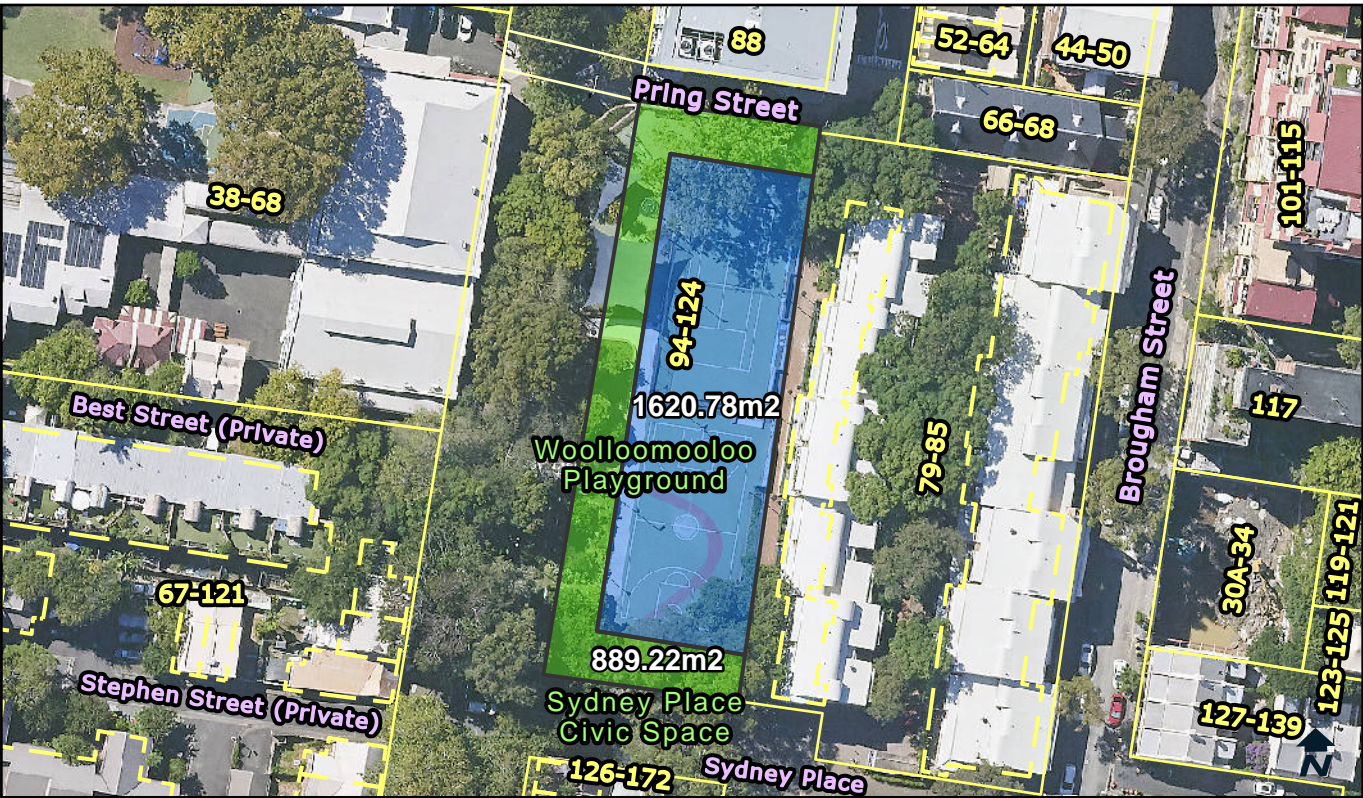 88
52-64
44-50
Pring Street
66-68
101-115
38-68
94-124
Brougham Street
1620.78m2
Best Street (Private)
117
Woolloomooloo
Playground
79-85
30A-34
119-121
67-121
123-125
889.22m2
Stephen Street (Private)
Sydney Place
Civic Space
127-139
126-172
Sydney Place
N